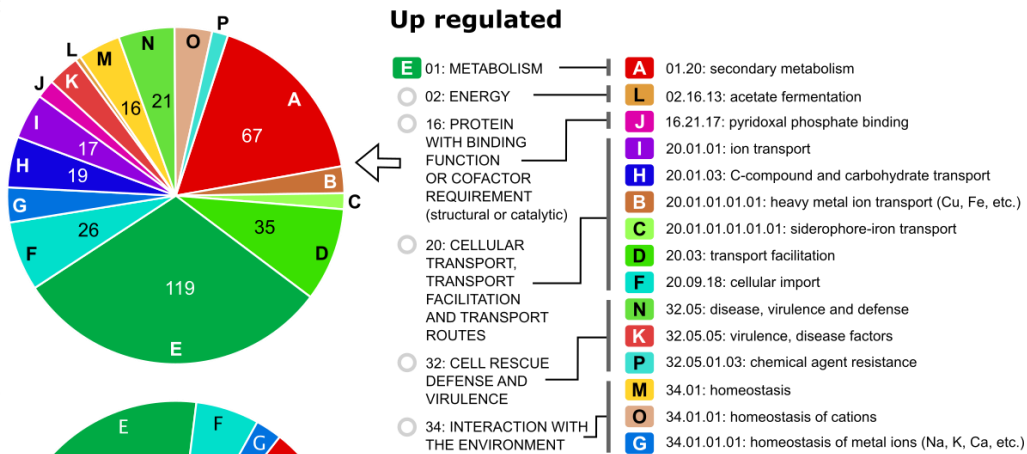 Up regulated
P
O
N
M
L
K
J
A
16
21
67
I
17
H
19
B
G
C
26
35
F
D
119
E
E 01: METABOLISM
02: ENERGY
16: PROTEIN
WITH BINDING
FUNCTION
OR COFACTOR
REQUIREMENT
(structural or catalytic)
20: CELLULAR
TRANSPORT,
TRANSPORT
FACILITATION
AND TRANSPORT
ROUTES
32: CELL RESCUE
DEFENSE AND
VIRULENCE
34: INTERACTION WITH
THE ENVIRONMENT
A 01.20: secondary metabolism
L 02.16.13: acetate fermentation
J 16.21.17: pyridoxal phosphate binding
I 20.01.01: ion transport
H 20.01.03: C-compound and carbohydrate transport
B 20.01.01.01.01: heavy metal ion transport (Cu, Fe, etc.)
C 20.01.01.01.01.01: siderophore-iron transport
D 20.03: transport facilitation
F 20.09.18: cellular import
N 32.05: disease, virulence and defense
K 32.05.05: virulence, disease factors
P 32.05.01.03: chemical agent resistance
M 34.01: homeostasis
O 34.01.01: homeostasis of cations
G 34.01.01.01: homeostasis of metal ions (Na, K, Ca, etc.)
E
F
G